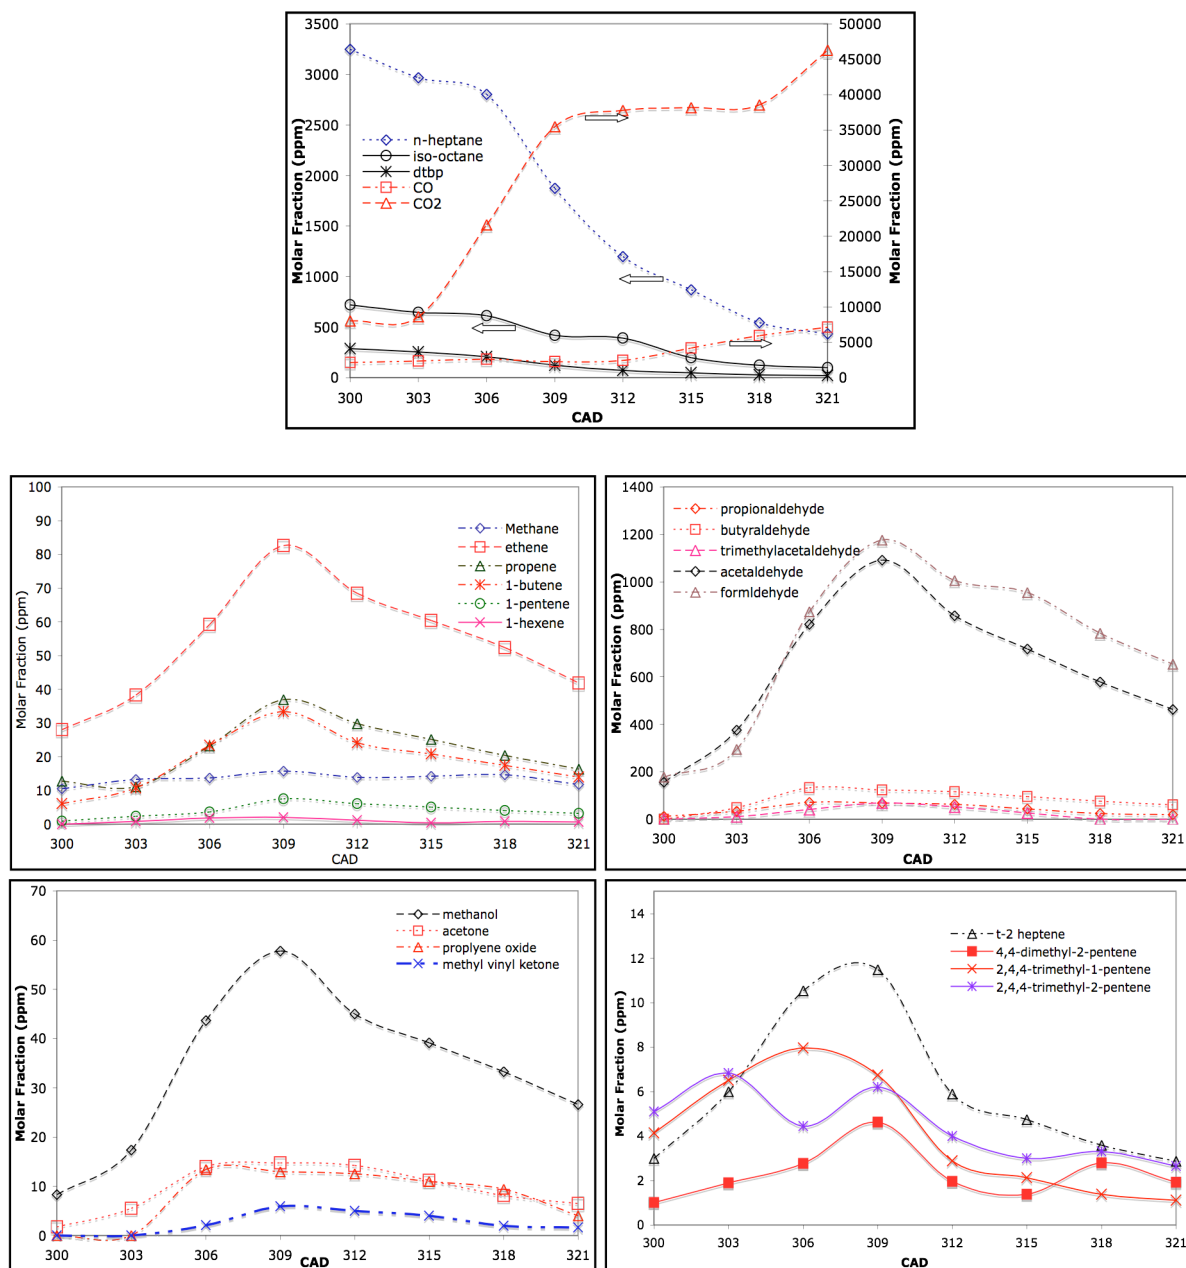 3500
3000
2500
2000
1500
1000
500
0
Molar Fraction (ppm)
n-heptane
iso-octane
dtbp
CO
CO2
50000
45000
40000
35000
30000
25000
20000
15000
10000
5000
0
Molar Fraction (ppm)
300 303 306 309 312 315 318 321
CAD
100
90
80
70
60
50
40
30
20
10
0
Molar Fraction (ppm)
Methane
ethene
propene
1-butene
1-pentene
1-hexene
300 303 306 309 312 315 318 321
CAD
1400
1200
1000
800
600
400
200
0
Molar Fraction (ppm)
propionaldehyde
butyraldehyde
trimethylacetaldehyde
acetaldehyde
formldehyde
300 303 306 309 312 315 318 321
CAD
70
60
50
40
30
20
10
0
Molar Fraction (ppm)
methanol
acetone
proplyene oxide
methyl vinyl ketone
300 303 306 309 312 315 318 321
CAD
14
12
10
8
6
4
2
0
Molar Fraction (ppm)
t-2 heptene
4,4-dimethyl-2-pentene
2,4,4-trimethyl-1-pentene
2,4,4-trimethyl-2-pentene
300 303 306 309 312 315 318 321
CAD